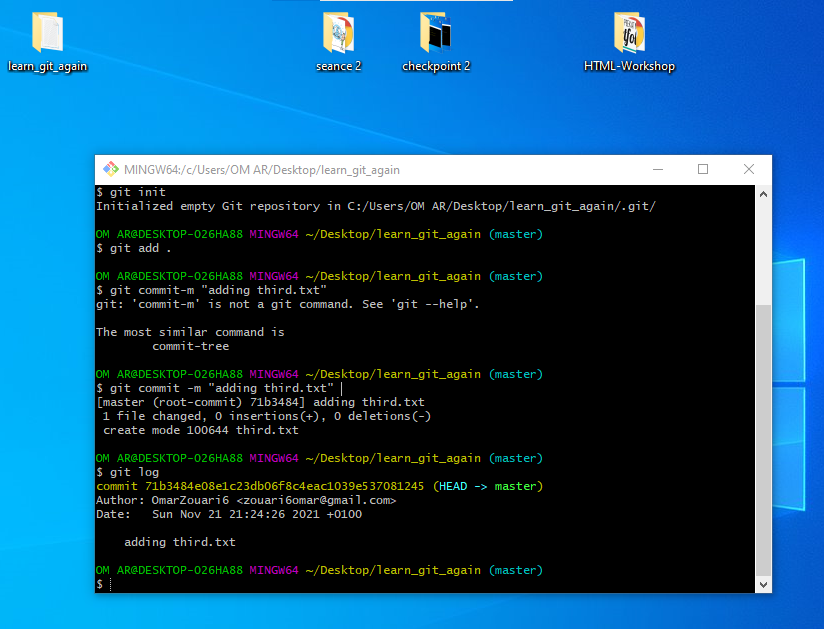 learn_git_again
seance 2
checkpoint 2
HTML-Workshop
MINGW64:/c/Users/OM AR/Desktop/learn_git_again
$ git init
Initialized empty Git repository in C:/Users/OM AR/Desktop/learn_git_again/.git/
OM AR@DESKTOP-O26HA88 MINGW64 ~/Desktop/learn_git_again (master)
$ git add .
OM AR@DESKTOP-O26HA88 MINGW64 ~/Desktop/learn_git_again (master)
$ git commit-m "adding third.txt"
git: 'commit-m' is not a git command. See 'git --help'.
The most similar command is
commit-tree
OM AR@DESKTOP-O26HA88 MINGW64 ~/Desktop/learn_git_again (master)
$ git commit -m "adding third.txt"
[master (root-commit) 71b3484] adding third.txt
1 file changed, 0 insertions(+), 0 deletions(-)
create mode 100644 third.txt
OM AR@DESKTOP-O26HA88 MINGW64 ~/Desktop/learn_git_again (master)
$ git log
commit 71b3484e08e1c23db06f8c4eac1039e537081245 (HEAD -> master)
Author: OmarZouari6 <zouari6omar@gmail.com>
Date:   Sun Nov 21 21:24:26 2021 +0100
adding third.txt
OM AR@DESKTOP-O26HA88 MINGW64 ~/Desktop/learn_git_again (master)
$